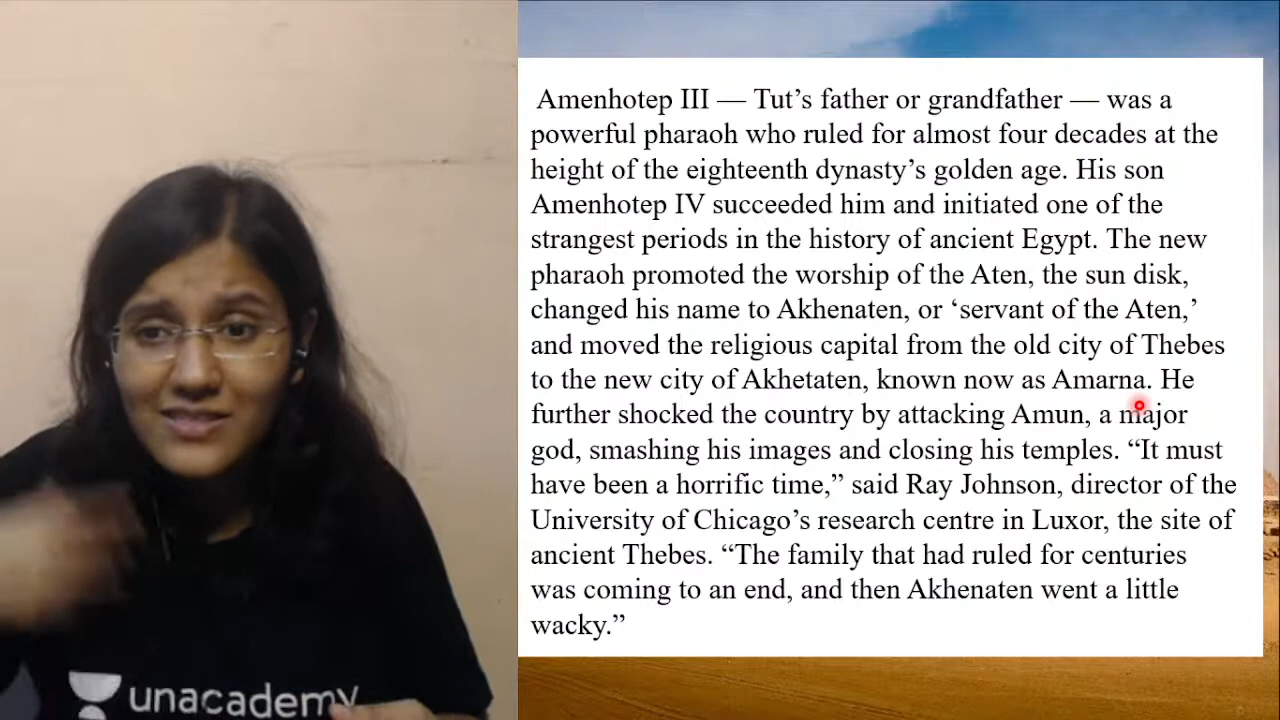 Amenhotep III — Tut’s father or grandfather — was a
powerful pharaoh who ruled for almost four decades at the
height of the eighteenth dynasty’s golden age. His son
Amenhotep IV succeeded him and initiated one of the
strangest periods in the history of ancient Egypt. The new
pharaoh promoted the worship of the Aten, the sun disk,
changed his name to Akhenaten, or ‘servant of the Aten,’
and moved the religious capital from the old city of Thebes
to the new city of Akhetaten, known now as Amarna. He
further shocked the country by attacking Amun, a major
god, smashing his images and closing his temples. “It must
have been a horrific time,” said Ray Johnson, director of the
University of Chicago’s research centre in Luxor, the site of
ancient Thebes. “The family that had ruled for centuries
was coming to an end, and then Akhenaten went a little
wacky.”
unacademy